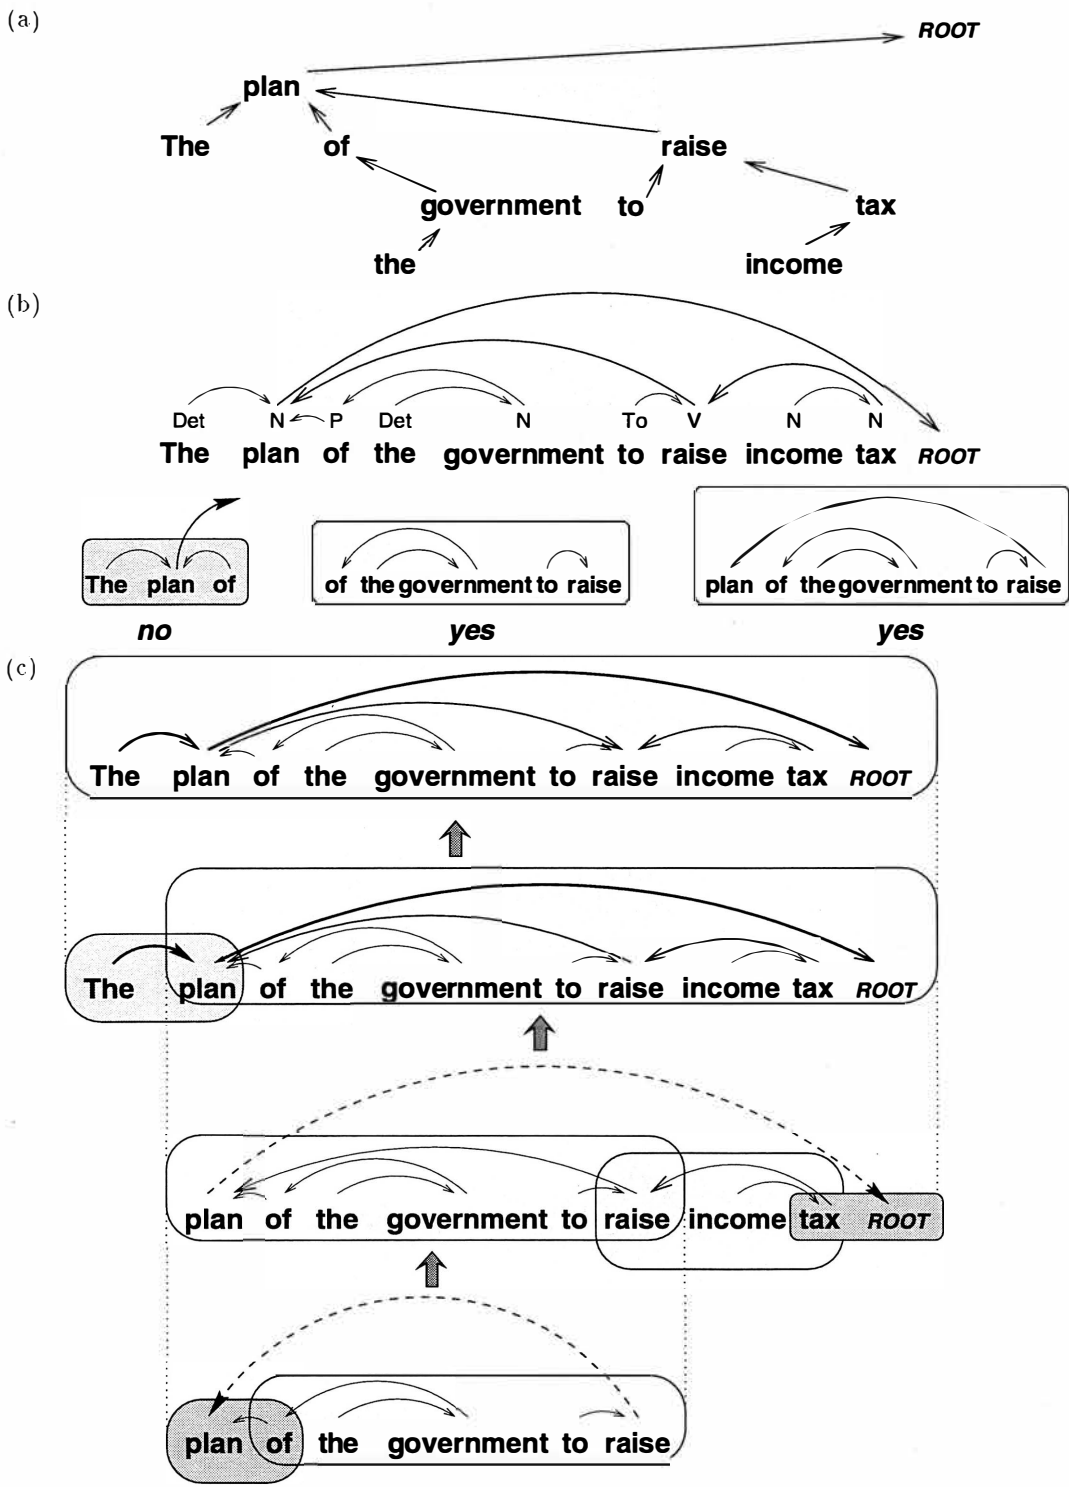 (a)
ROOT
plan
The of raise
government to tax
the income
(b)
Det N P Det N To V N N
The plan of the government to raise income tax ROOT
The plan of
of the government to raise
plan of the government to raise
no yes yes
(c)
The plan of the government to raise income tax ROOT
The plan of the government to raise income tax ROOT
plan of the government to raise income tax ROOT
plan of the government to raise